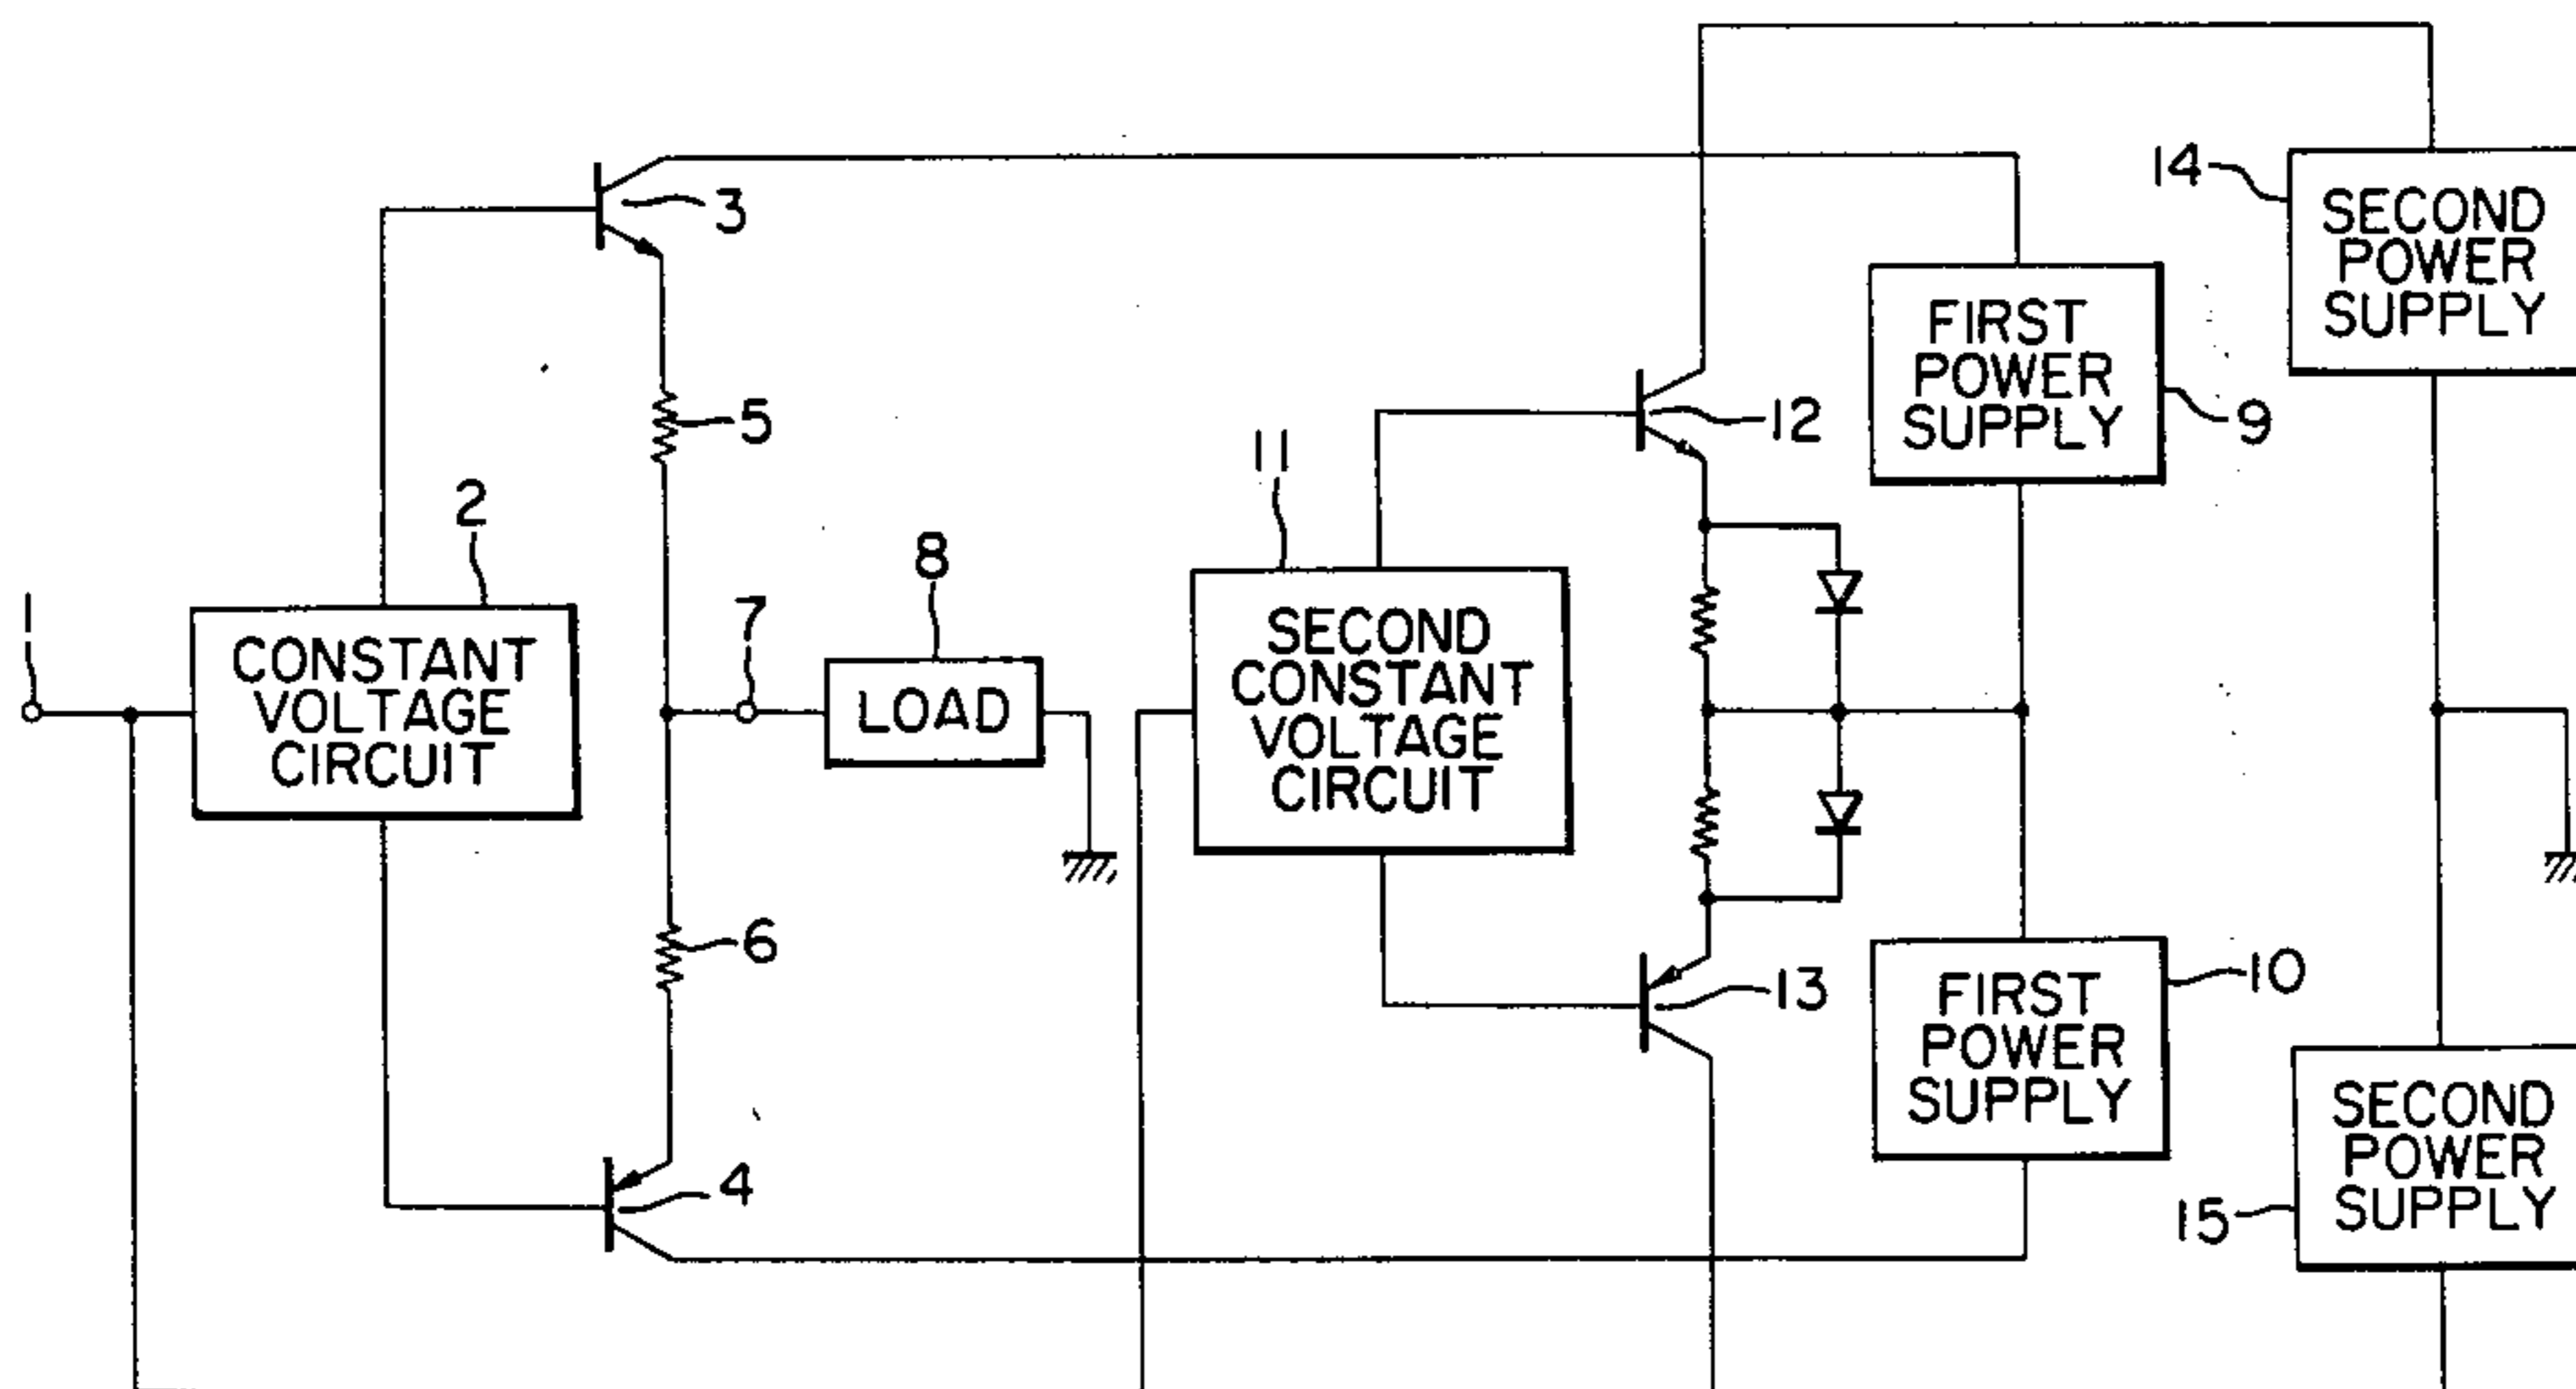 14
SECOND
POWER
SUPPLY
3
FIRST
POWER
SUPPLY
9
5
12
11
2
8
1
7
CONSTANT
VOLTAGE
CIRCUIT
LOAD
SECOND
CONSTANT
VOLTAGE
CIRCUIT
6
13
FIRST
POWER
SUPPLY
10
4
SECOND
POWER
SUPPLY
15